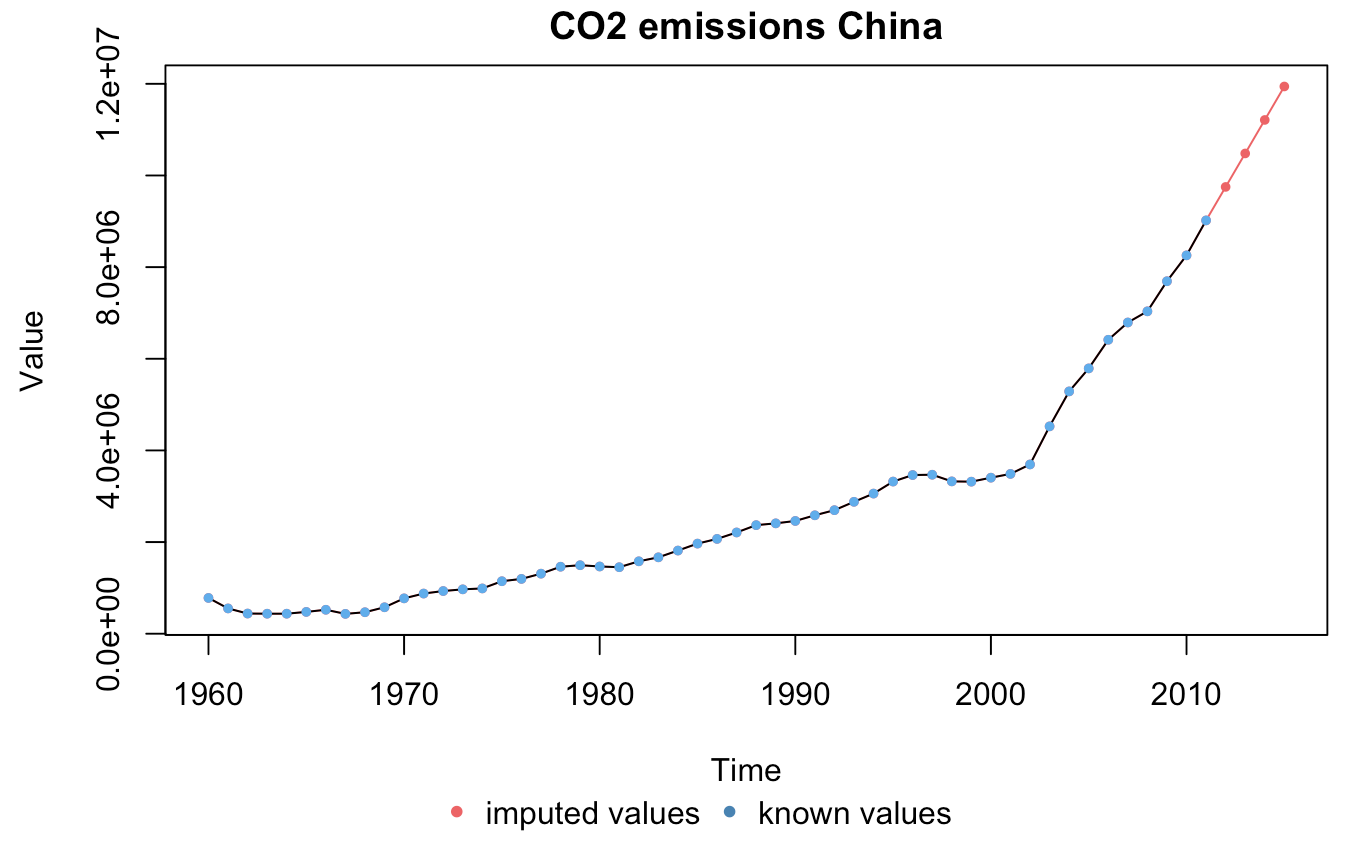 CO2 emissions China
1.2e+07
8.0e+06
4.0e+06
0.0e+00
Value
1960 1970 1980 1990 2000 2010
Time
imputed values known values